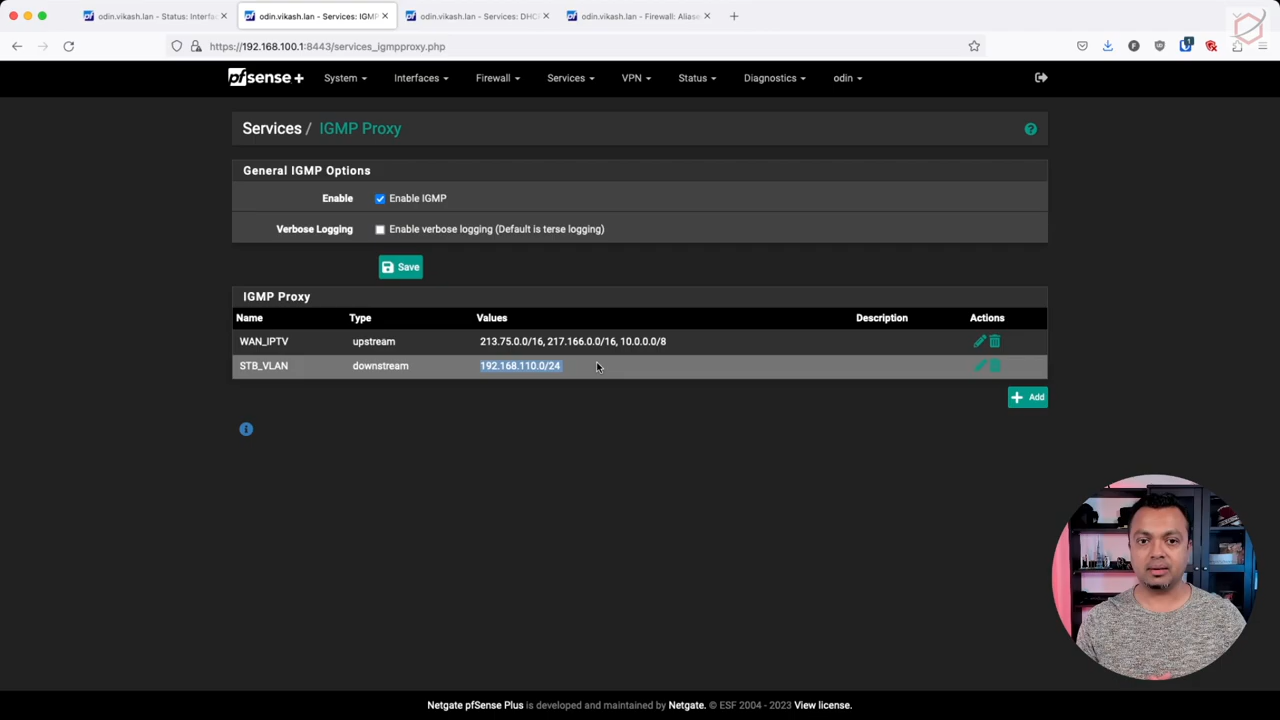 odin.vikash.lan - Status: Interfa
odin.vikash.lan - Services: IGMP
odin.vikash.lan - Services: DHCP
odin.vikash.lan - Firewall: Aliase
https://192.168.100.1:8443/services_igmpproxy.php
1
pfsense+ System Interfaces Firewall Services VPN Status Diagnostics odin
Services / IGMP Proxy
General IGMP Options
Enable Enable IGMP
Verbose Logging Enable verbose logging (Default is terse logging)
Save
IGMP Proxy
Name Type Values Description Actions
WAN_IPTV upstream 213.75.0.0/16, 217.166.0.0/16, 10.0.0.0/8
STB_VLAN downstream 192.168.110.0/24
Add
Netgate pfSense Plus is developed and maintained by Netgate. © ESF 2004 - 2023 View license.